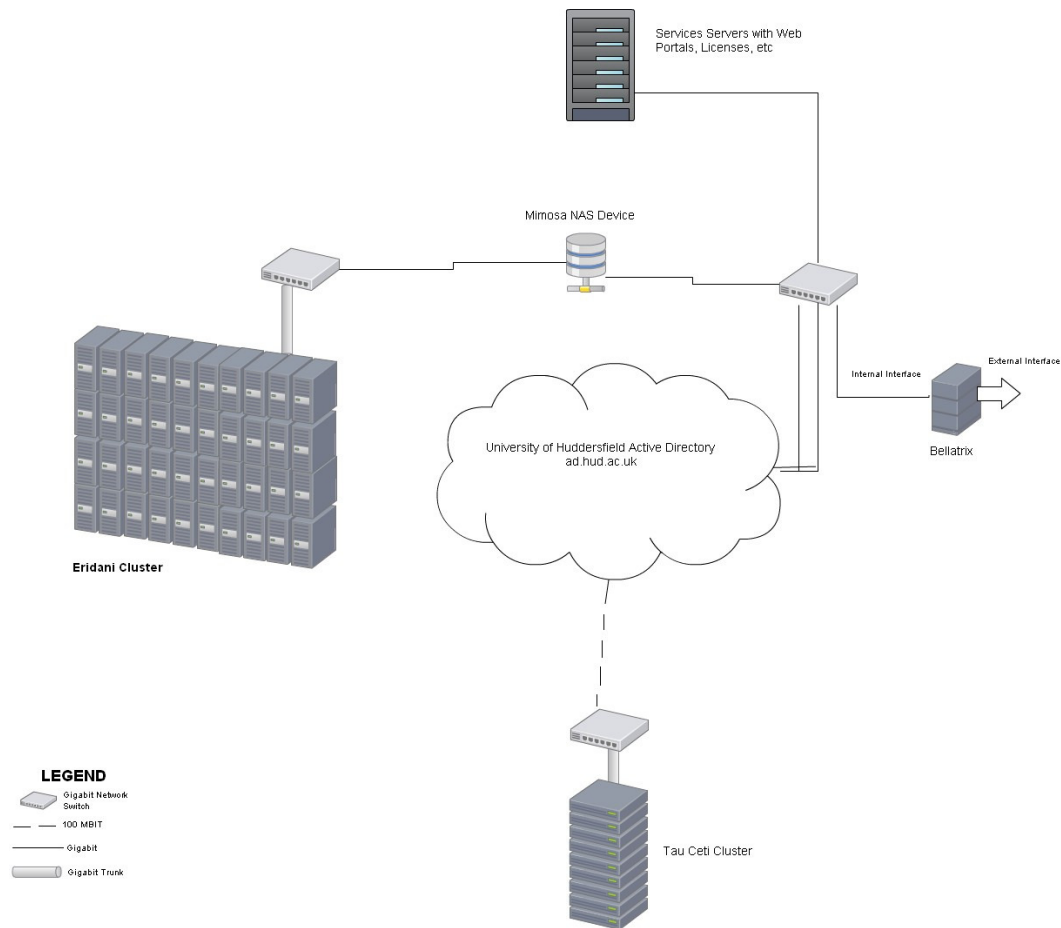 Services Servers with Web
Portals, Licenses, etc
Mimosa NAS Device
Internal Interface
External Interface
Bellatrix
University of Huddersfield Active Directory
ad.hud.ac.uk
Eridani Cluster
Tau Ceti Cluster
LEGEND
Gigabit Network
Switch
100 MBIT
Gigabit
Gigabit Trunk